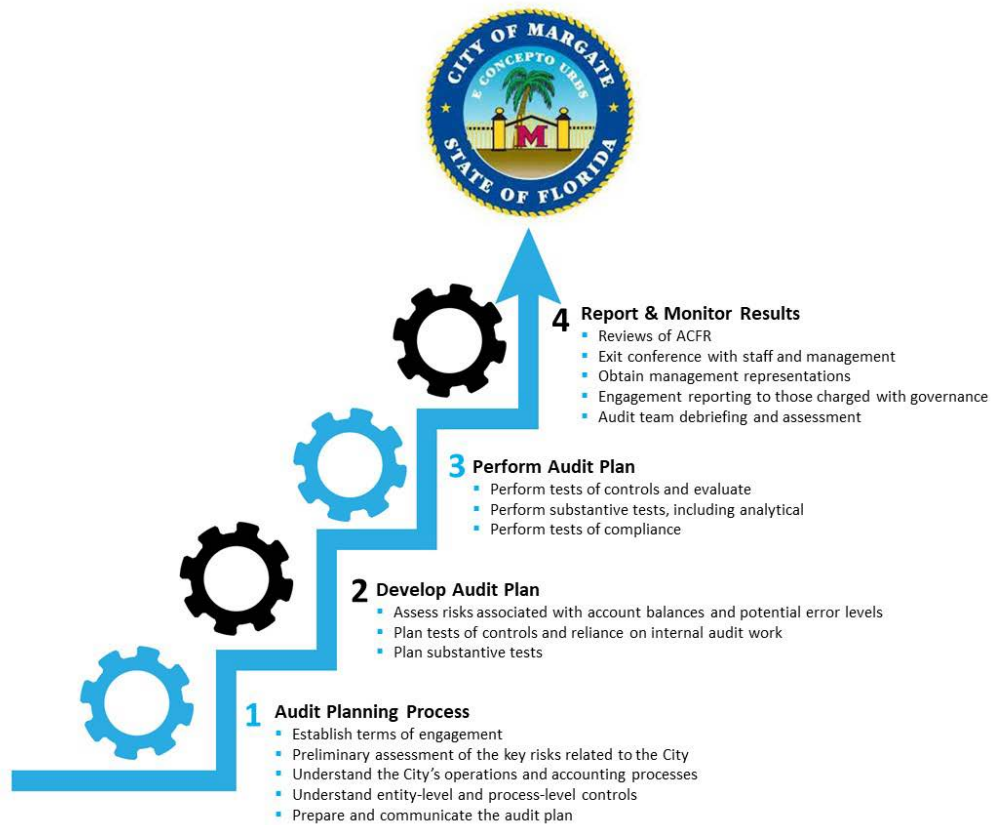 CITY OF MARGATE
E CONCEPTO URBS
M
STATE OF FLORIDA
4 Report & Monitor Results
▪ Reviews of ACFR
▪ Exit conference with staff and management
▪ Obtain management representations
▪ Engagement reporting to those charged with governance
▪ Audit team debriefing and assessment
3 Perform Audit Plan
▪ Perform tests of controls and evaluate
▪ Perform substantive tests, including analytical
▪ Perform tests of compliance
2 Develop Audit Plan
▪ Assess risks associated with account balances and potential error levels
▪ Plan tests of controls and reliance on internal audit work
▪ Plan substantive tests
1 Audit Planning Process
▪ Establish terms of engagement
▪ Preliminary assessment of the key risks related to the City
▪ Understand the City’s operations and accounting processes
▪ Understand entity-level and process-level controls
▪ Prepare and communicate the audit plan